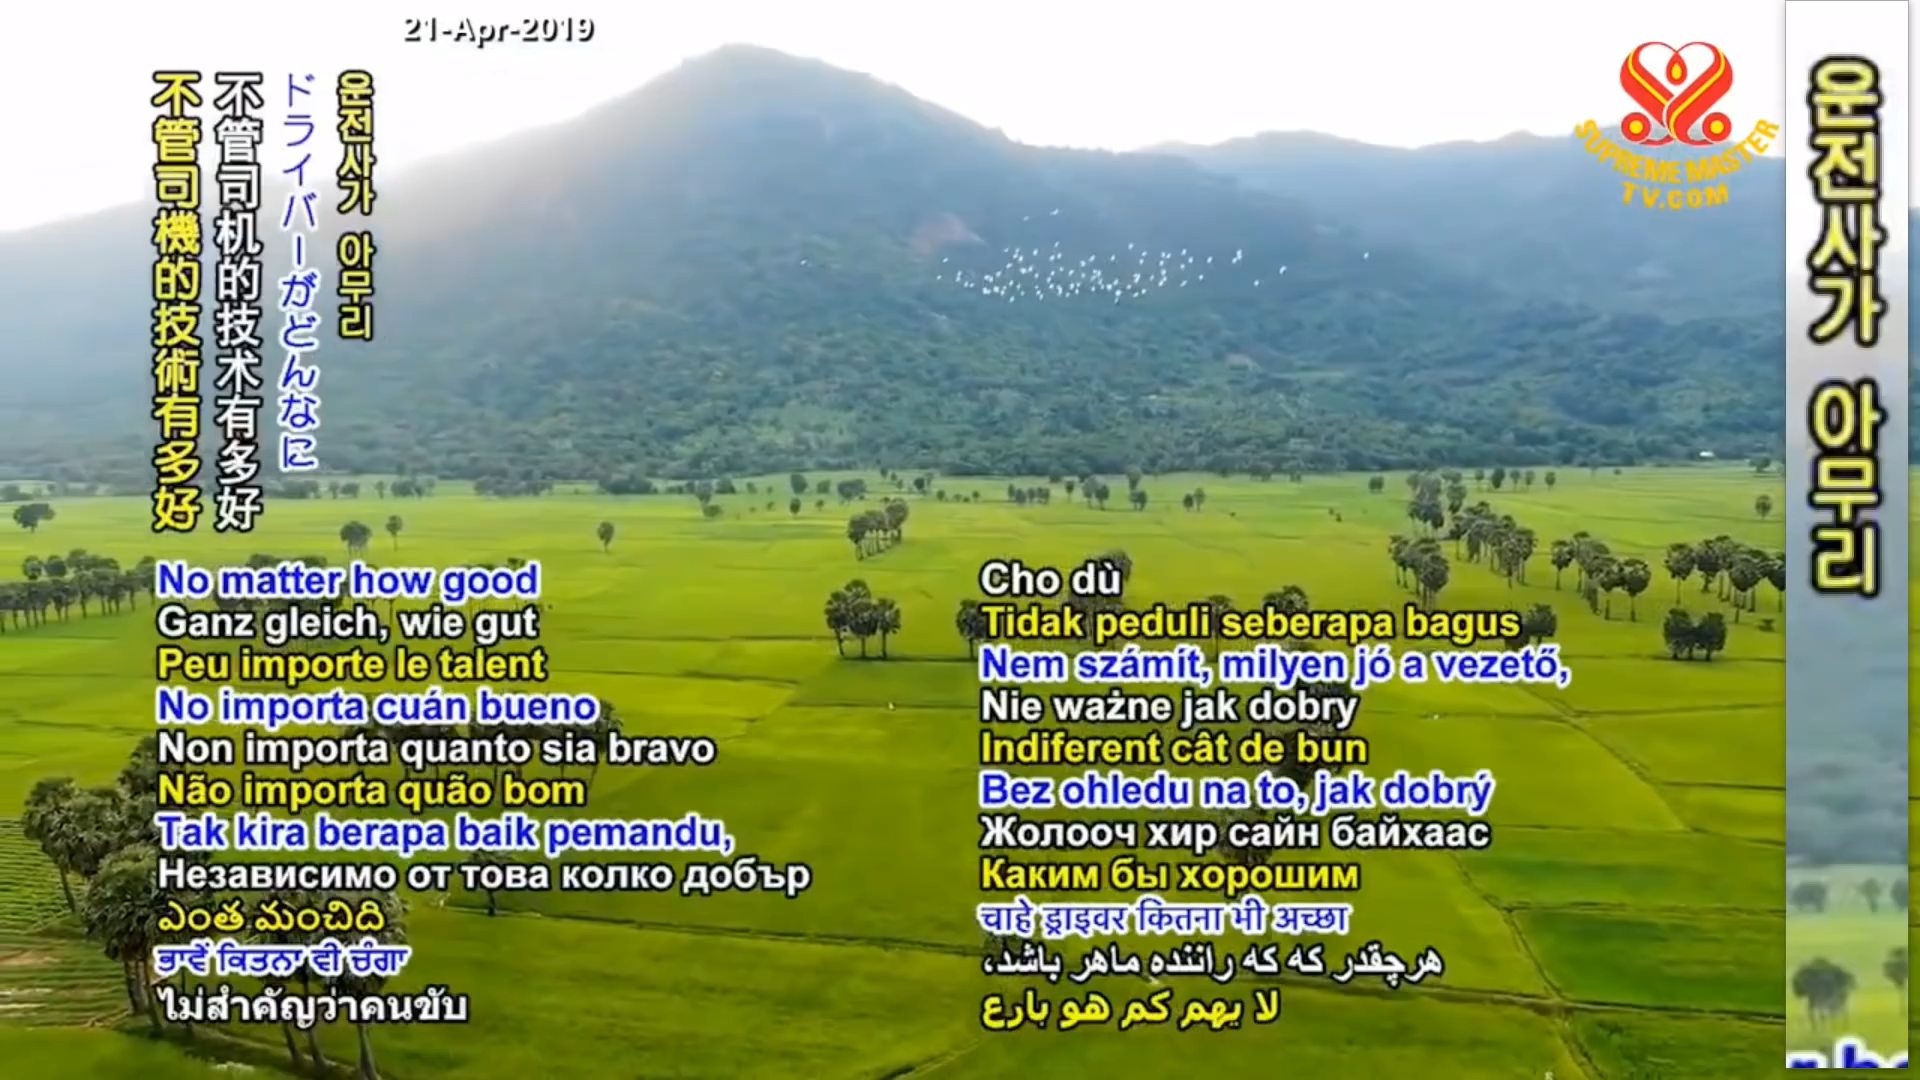 21-Apr-2019
SUPREME MASTER
TV.COM
운전사가 아무리
ドライバーがどんなに
不管司机的技术有多好
不管司機的技術有多好
운전사가 아무리
No matter how good
Ganz gleich, wie gut
Peu importe le talent
No importa cuán bueno
Non importa quanto sia bravo
Não importa quão bom
Tak kira berapa baik pemandu,
Независимо от това колко добър
ఎంత మంచిది
ਭਾਵੇਂ ਕਿਤਨਾ ਵੀ ਚੰਗਾ
ไม่สำคัญว่าคนขับ
Cho dù
Tidak peduli seberapa bagus
Nem számít, milyen jó a vezető,
Nie ważne jak dobry
Indiferent cât de bun
Bez ohledu na to, jak dobrý
Жолооч хир сайн байхаас
Каким бы хорошим
चाहे ड्राइवर कितना भी अच्छा
هرچقدر که که راننده ماهر باشد،
لا يهم كم هو بارع